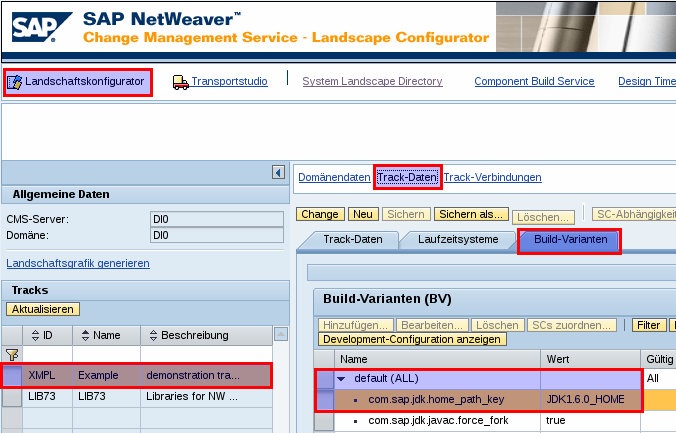 SAP
SAP NetWeaver™
Change Management Service - Landscape Configurator
Landschaftskonfigurator Transportstudio System Landscape Directory Component Build Service Design Time
Domänendaten Track-Daten Track-Verbindungen
Allgemeine Daten
CMS-Server: DI0
Domäne: DI0
Landschaftsgrafik generieren
Tracks
Aktualisieren
ID Name Beschreibung
XMPL Example demonstration tra...
LIB73 LIB73 Libraries for NW ...
Change Neu Sichern Sichern als... Löschen... SC-Abhängigkeit
Track-Daten Laufzeitsysteme Build-Varianten
Build-Varianten (BV)
Hinzufügen... Bearbeiten... Löschen SCs zuordnen... Filter
Development-Configuration anzeigen
Name Wert Gültig
default (ALL) All
com.sap.jdk.home_path_key JDK1.6.0_HOME
com.sap.jdk.javac.force_fork true